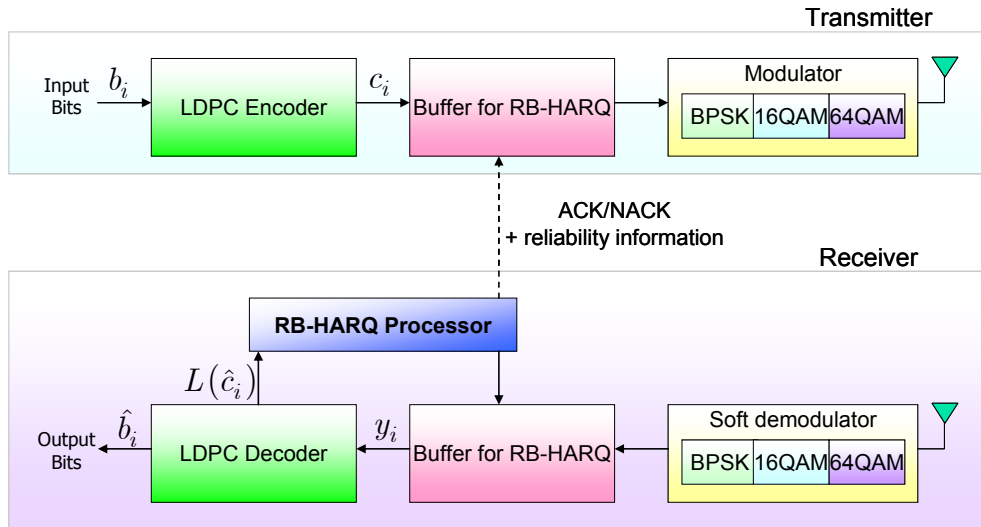 Transmitter
Input
Bits
b_i
LDPC Encoder
c_i
Buffer for RB-HARQ
Modulator
BPSK 16QAM 64QAM
ACK/NACK
+ reliability information
Receiver
RB-HARQ Processor
L(ĉ_i)
Output
Bits
b̂_i
LDPC Decoder
y_i
Buffer for RB-HARQ
Soft demodulator
BPSK 16QAM 64QAM